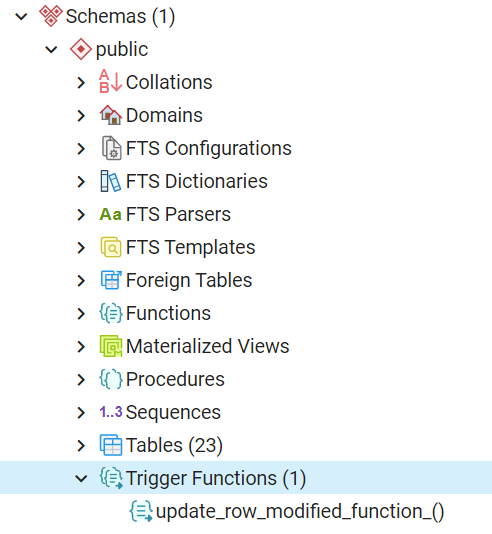 Schemas (1)
public
A
B
Collations
Domains
FTS Configurations
FTS Dictionaries
Aa FTS Parsers
FTS Templates
Foreign Tables
Functions
Materialized Views
Procedures
1..3 Sequences
Tables (23)
Trigger Functions (1)
update_row_modified_function_()